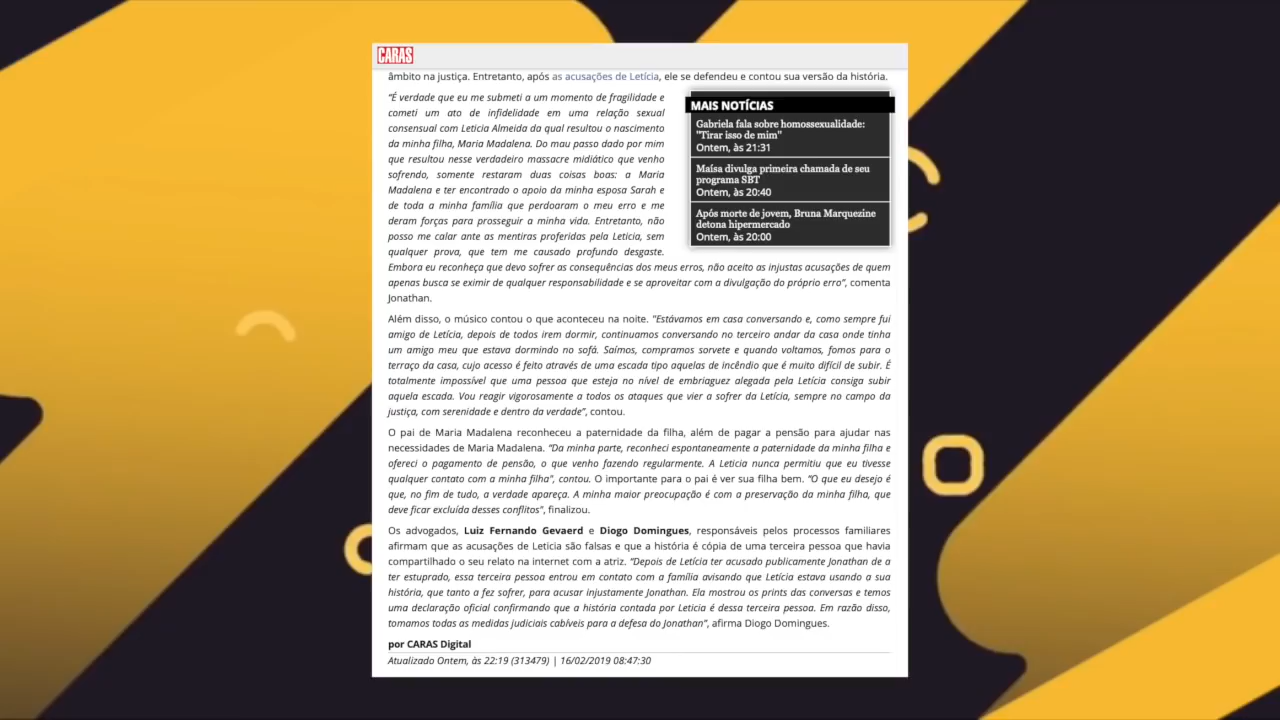 CARAS
âmbito na justiça. Entretanto, após as acusações de Letícia, ele se defendeu e contou sua versão da história.
"É verdade que eu me submeti a um momento de fragilidade e
cometi um ato de infidelidade em uma relação sexual
consensual com Leticia Almeida da qual resultou o nascimento
da minha filha, Maria Madalena. Do mau passo dado por mim
que resultou nesse verdadeiro massacre midiático que venho
sofrendo, somente restaram duas coisas boas: a Maria
Madalena e ter encontrado o apoio da minha esposa Sarah e
de toda a minha família que perdoaram o meu erro e me
deram forças para prosseguir a minha vida. Entretanto, não
posso me calar ante as mentiras proferidas pela Leticia, sem
qualquer prova, que tem me causado profundo desgaste.
Embora eu reconheça que devo sofrer as consequências dos meus erros, não aceito as injustas acusações de quem
apenas busca se eximir de qualquer responsabilidade e se aproveitar com a divulgação do próprio erro", comenta
Jonathan.
MAIS NOTÍCIAS
Gabriela fala sobre homossexualidade:
"Tirar isso de mim"
Ontem, às 21:31
Maísa divulga primeira chamada de seu
programa SBT
Ontem, às 20:40
Após morte de jovem, Bruna Marquezine
detona hipermercado
Ontem, às 20:00
Além disso, o músico contou o que aconteceu na noite. "Estávamos em casa conversando e, como sempre fui
amigo de Letícia, depois de todos irem dormir, continuamos conversando no terceiro andar da casa onde tinha
um amigo meu que estava dormindo no sofá. Saímos, compramos sorvete e quando voltamos, fomos para o
terraço da casa, cujo acesso é feito através de uma escada tipo aquelas de incêndio que é muito difícil de subir. É
totalmente impossível que uma pessoa que esteja no nível de embriaguez alegada pela Letícia consiga subir
aquela escada. Vou reagir vigorosamente a todos os ataques que vier a sofrer da Letícia, sempre no campo da
justiça, com serenidade e dentro da verdade", contou.
O pai de Maria Madalena reconheceu a paternidade da filha, além de pagar a pensão para ajudar nas
necessidades de Maria Madalena. "Da minha parte, reconheci espontaneamente a paternidade da minha filha e
ofereci o pagamento de pensão, o que venho fazendo regularmente. A Leticia nunca permitiu que eu tivesse
qualquer contato com a minha filha", contou. O importante para o pai é ver sua filha bem. "O que eu desejo é
que, no fim de tudo, a verdade apareça. A minha maior preocupação é com a preservação da minha filha, que
deve ficar excluída desses conflitos", finalizou.
Os advogados, Luiz Fernando Gevaerd e Diogo Domingues, responsáveis pelos processos familiares
afirmam que as acusações de Leticia são falsas e que a história é cópia de uma terceira pessoa que havia
compartilhado o seu relato na internet com a atriz. "Depois de Letícia ter acusado publicamente Jonathan de a
ter estuprado, essa terceira pessoa entrou em contato com a família avisando que Letícia estava usando a sua
história, que tanto a fez sofrer, para acusar injustamente Jonathan. Ela mostrou os prints das conversas e temos
uma declaração oficial confirmando que a história contada por Leticia é dessa terceira pessoa. Em razão disso,
tomamos todas as medidas judiciais cabíveis para a defesa do Jonathan", afirma Diogo Domingues.
por CARAS Digital
Atualizado Ontem, às 22:19 (313479) | 16/02/2019 08:47:30